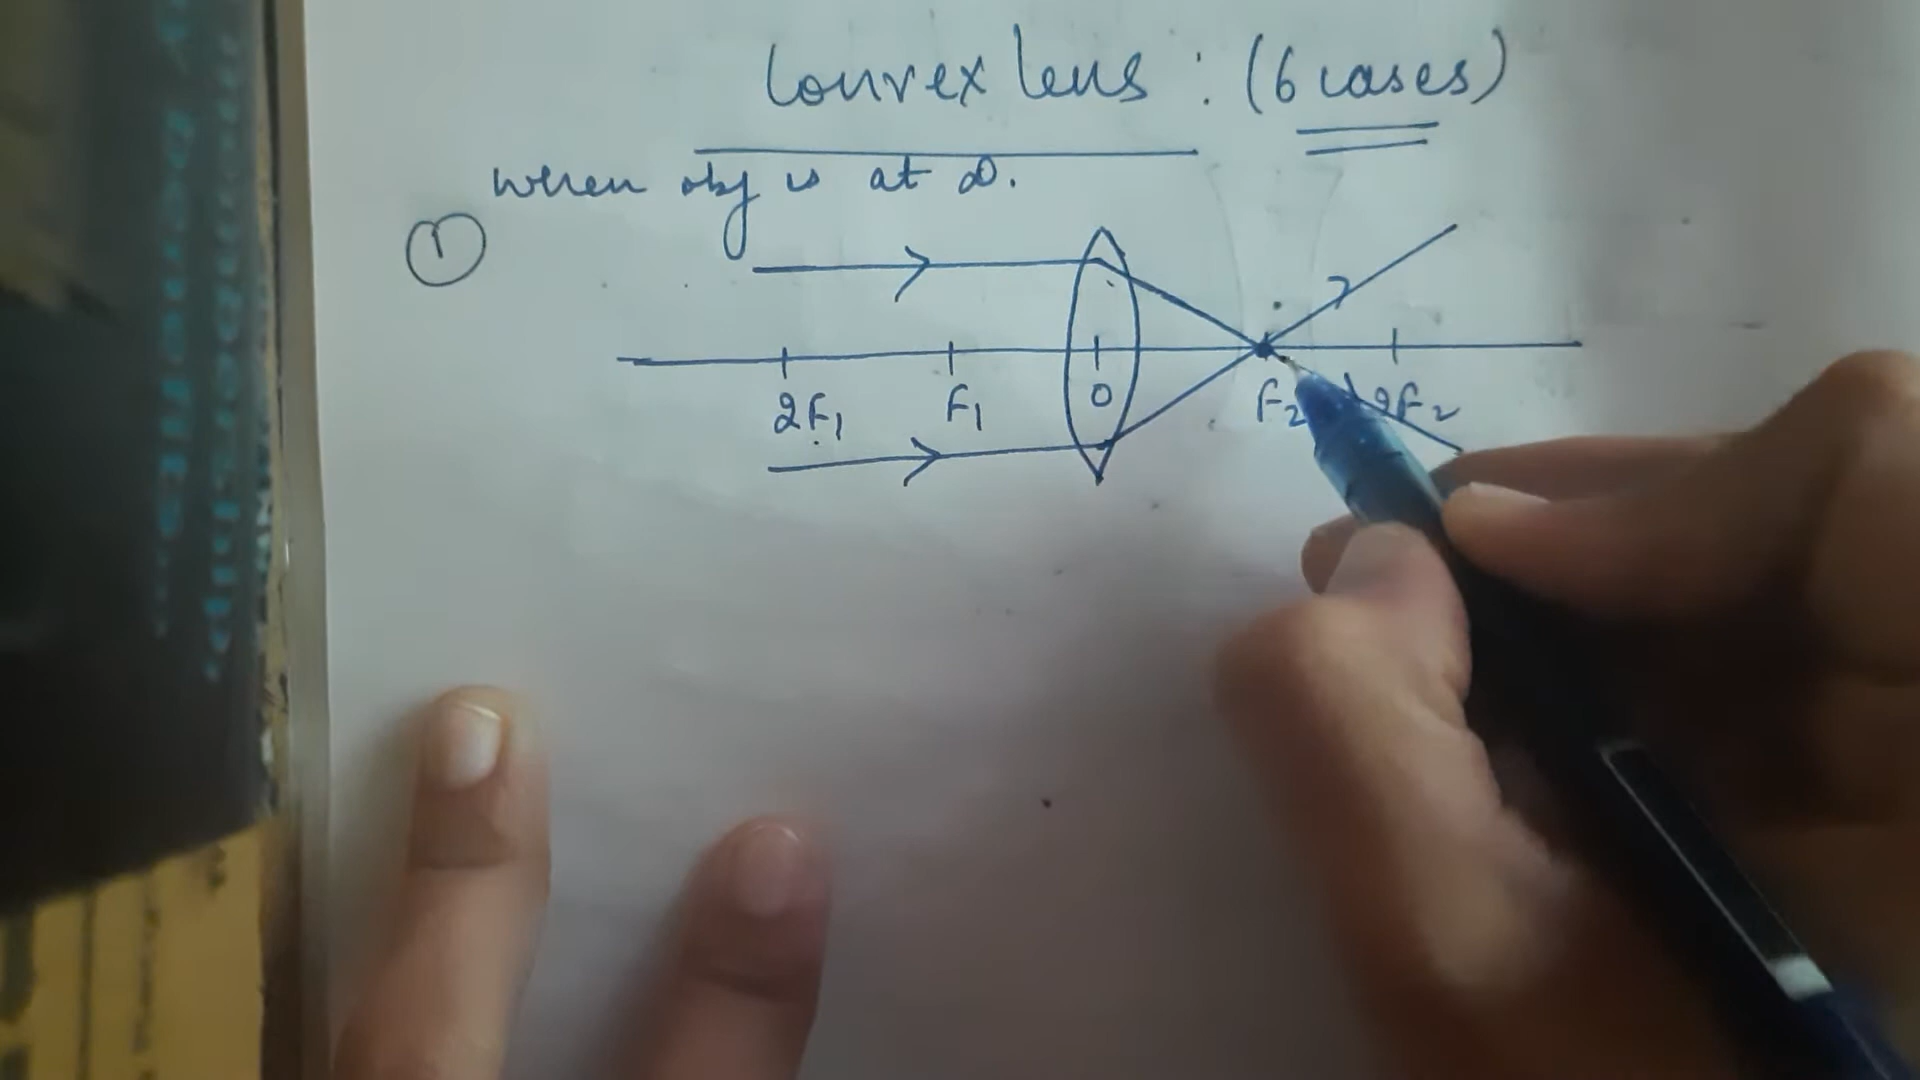 Convex lens : (6 cases)
when obj is at ∞.
1
2F₁ F₁ O F₂ 2F₂